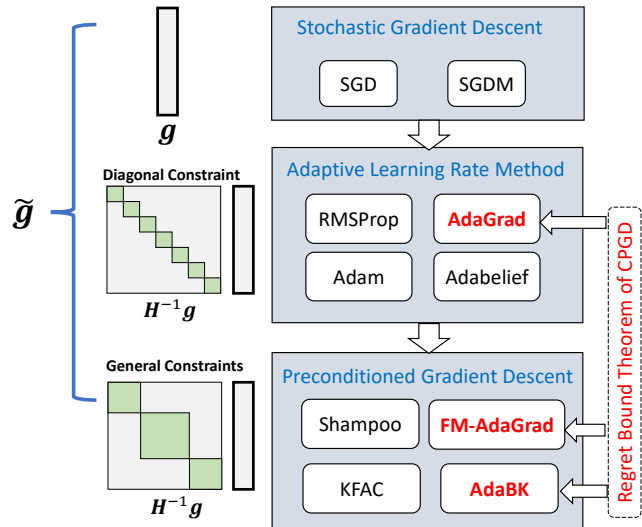 Stochastic Gradient Descent
SGD
SGDM
g
Diagonal Constraint
Adaptive Learning Rate Method
RMSProp
AdaGrad
Adam
Adabelief
g̃
H⁻¹g
General Constraints
Preconditioned Gradient Descent
Shampoo
FM-AdaGrad
KFAC
AdaBK
H⁻¹g
Regret Bound Theorem of CPGD